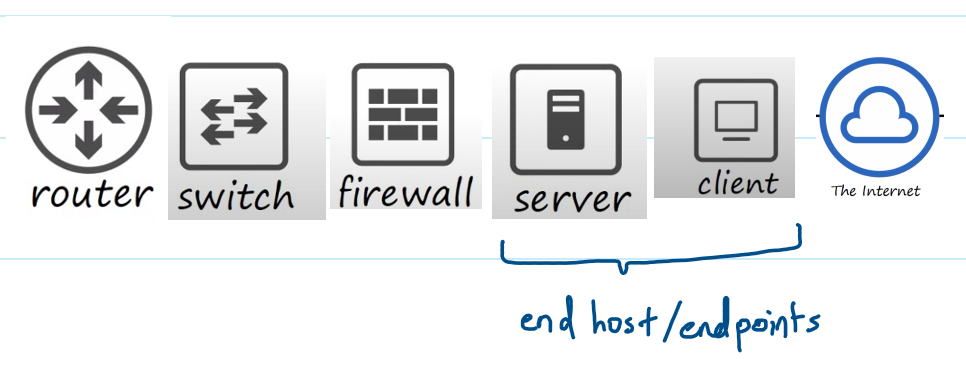 router switch firewall server client The Internet
end host/endpoints